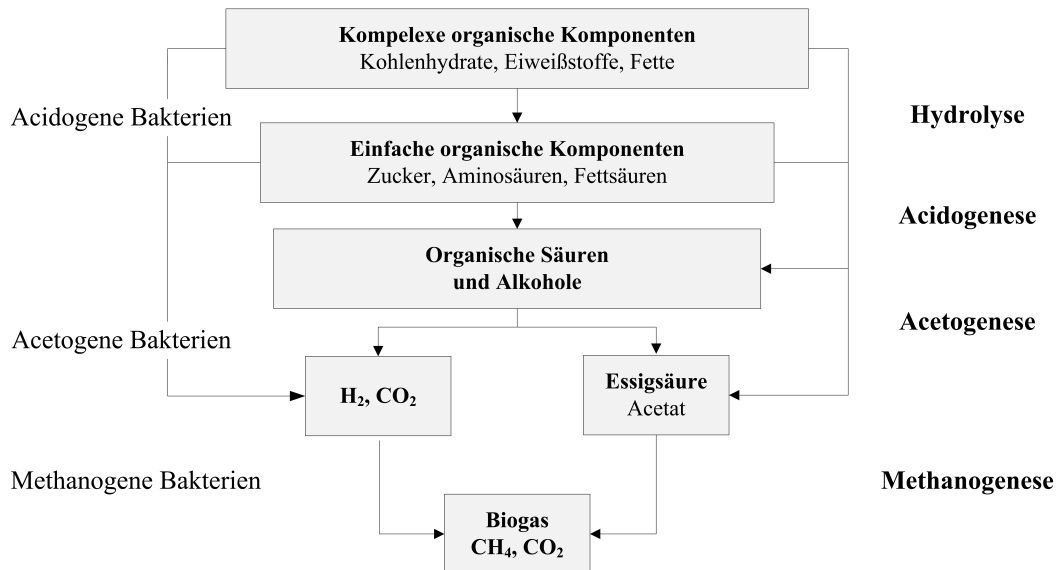 Kompelexe organische Komponenten
Kohlenhydrate, Eiweißstoffe, Fette
Acidogene Bakterien
Hydrolyse
Einfache organische Komponenten
Zucker, Aminosäuren, Fettsäuren
Acidogenese
Organische Säuren
und Alkohole
Acetogenese
Acetogene Bakterien
H₂, CO₂
Essigsäure
Acetat
Methanogene Bakterien
Methanogenese
Biogas
CH₄, CO₂